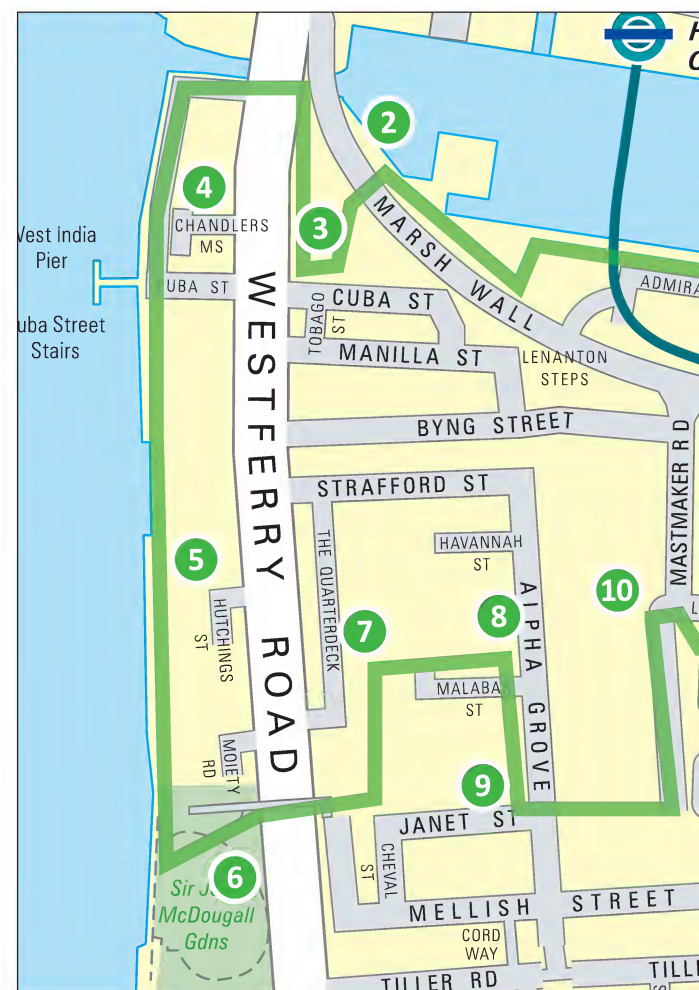 2
4
CHANDLERS
MS
3
MARSH WALL
West India
Pier
UBA ST
CUBA ST
TOBAGO
ST
ADMIRA
uba Street
Stairs
MANILLA ST
LENANTON
STEPS
WESTFERRY ROAD
BYNG STREET
MASTMAKER RD
STRAFFORD ST
THE QUARTERDECK
HAVANNAH
ST
5
10
8
7
HUTCHINGS
ST
ALPHA GROVE
MALABA
ST
MOIETY
RD
9
JANET ST
CHEVAL
ST
6
Sir J
McDougall
Gdns
MELLISH STREET
CORD
WAY
TILLER RD
TILL